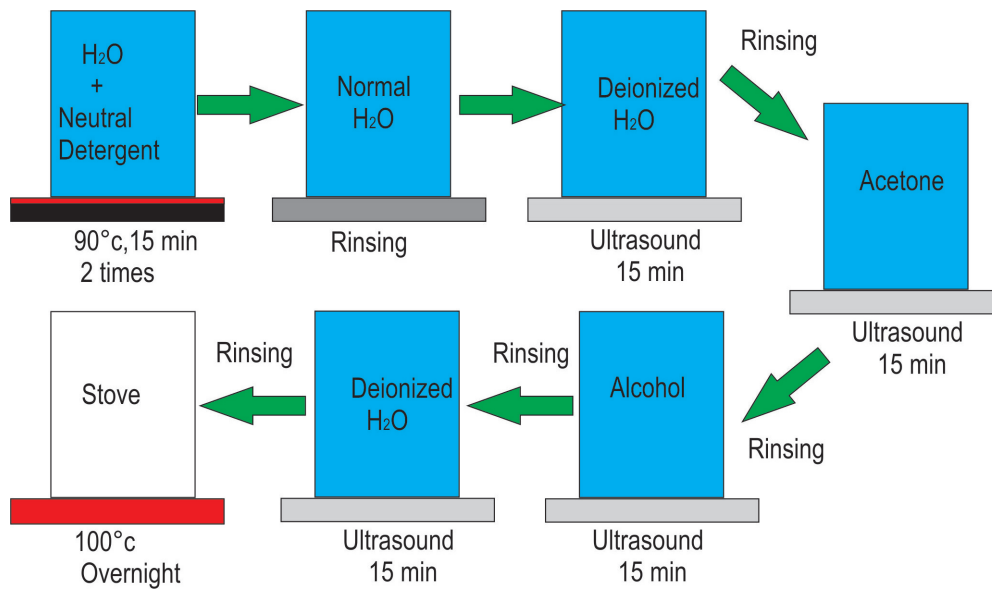 H₂O
+
Neutral
Detergent
90°c,15 min
2 times
Normal
H₂O
Rinsing
Deionized
H₂O
Ultrasound
15 min
Rinsing
Acetone
Ultrasound
15 min
Rinsing
Alcohol
Ultrasound
15 min
Rinsing
Deionized
H₂O
Ultrasound
15 min
Rinsing
Stove
100°c
Overnight